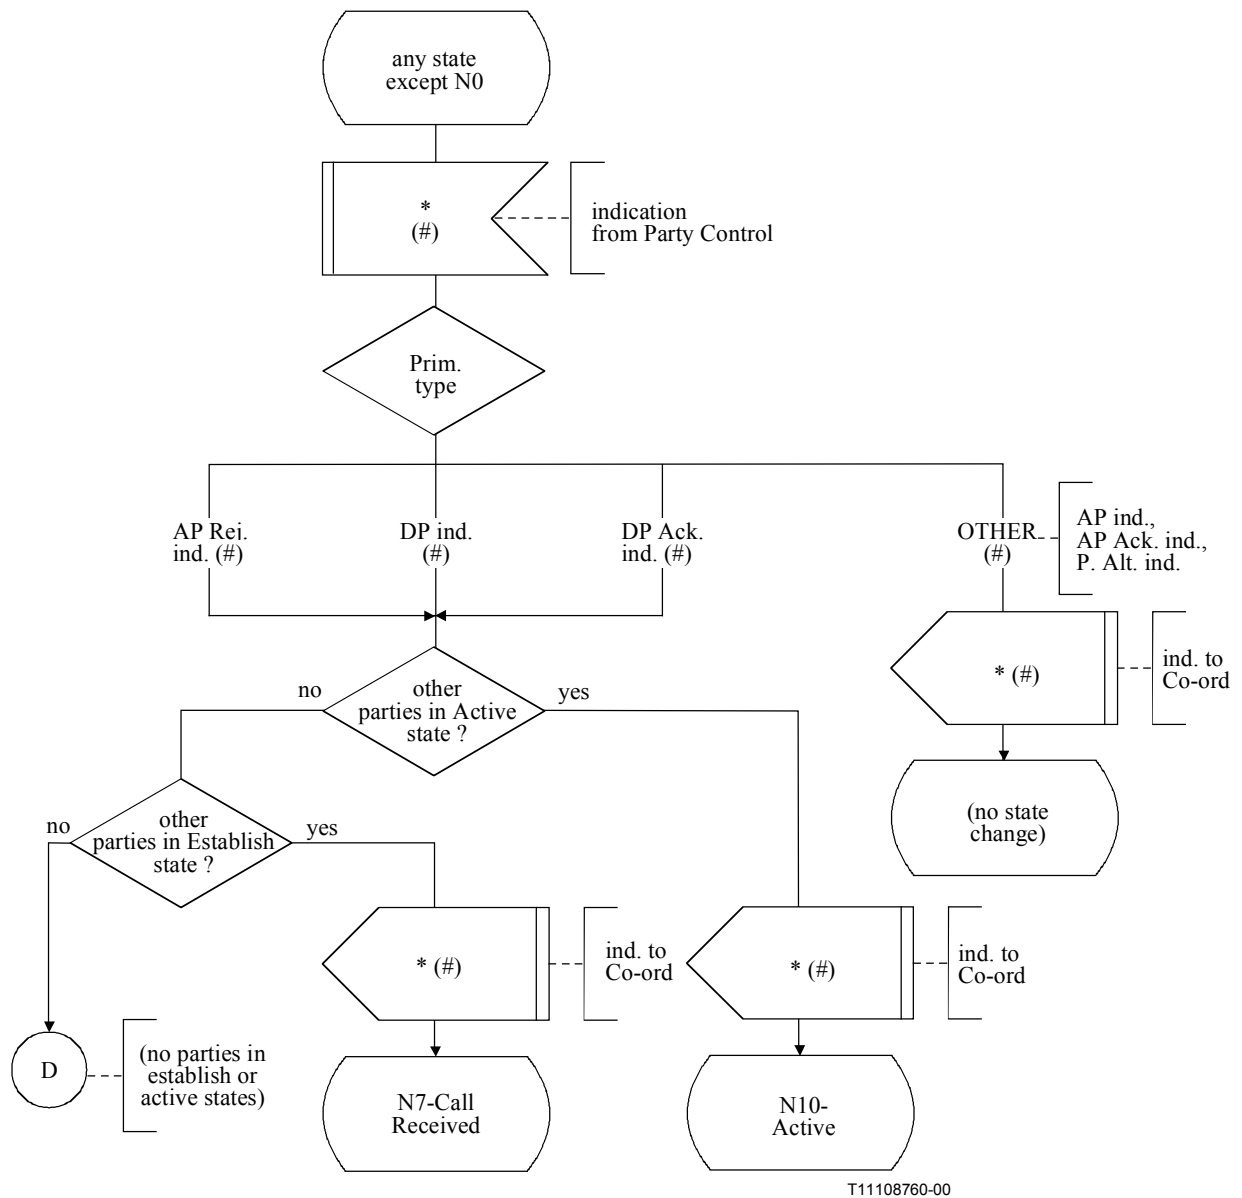 any state
except N0
*
(#)
indication
from Party Control
Prim.
type
AP Rej.
ind. (#)
DP ind.
(#)
DP Ack.
ind. (#)
OTHER
(#)
AP ind.,
AP Ack. ind.,
P. Alt. ind.
* (#)
ind. to
Co-ord
no
other
parties in Active
state ?
yes
(no state
change)
no
other
parties in Establish
state ?
yes
* (#)
ind. to
Co-ord
* (#)
ind. to
Co-ord
D
(no parties in
establish or
active states)
N7-Call
Received
N10-
Active
T11108760-00